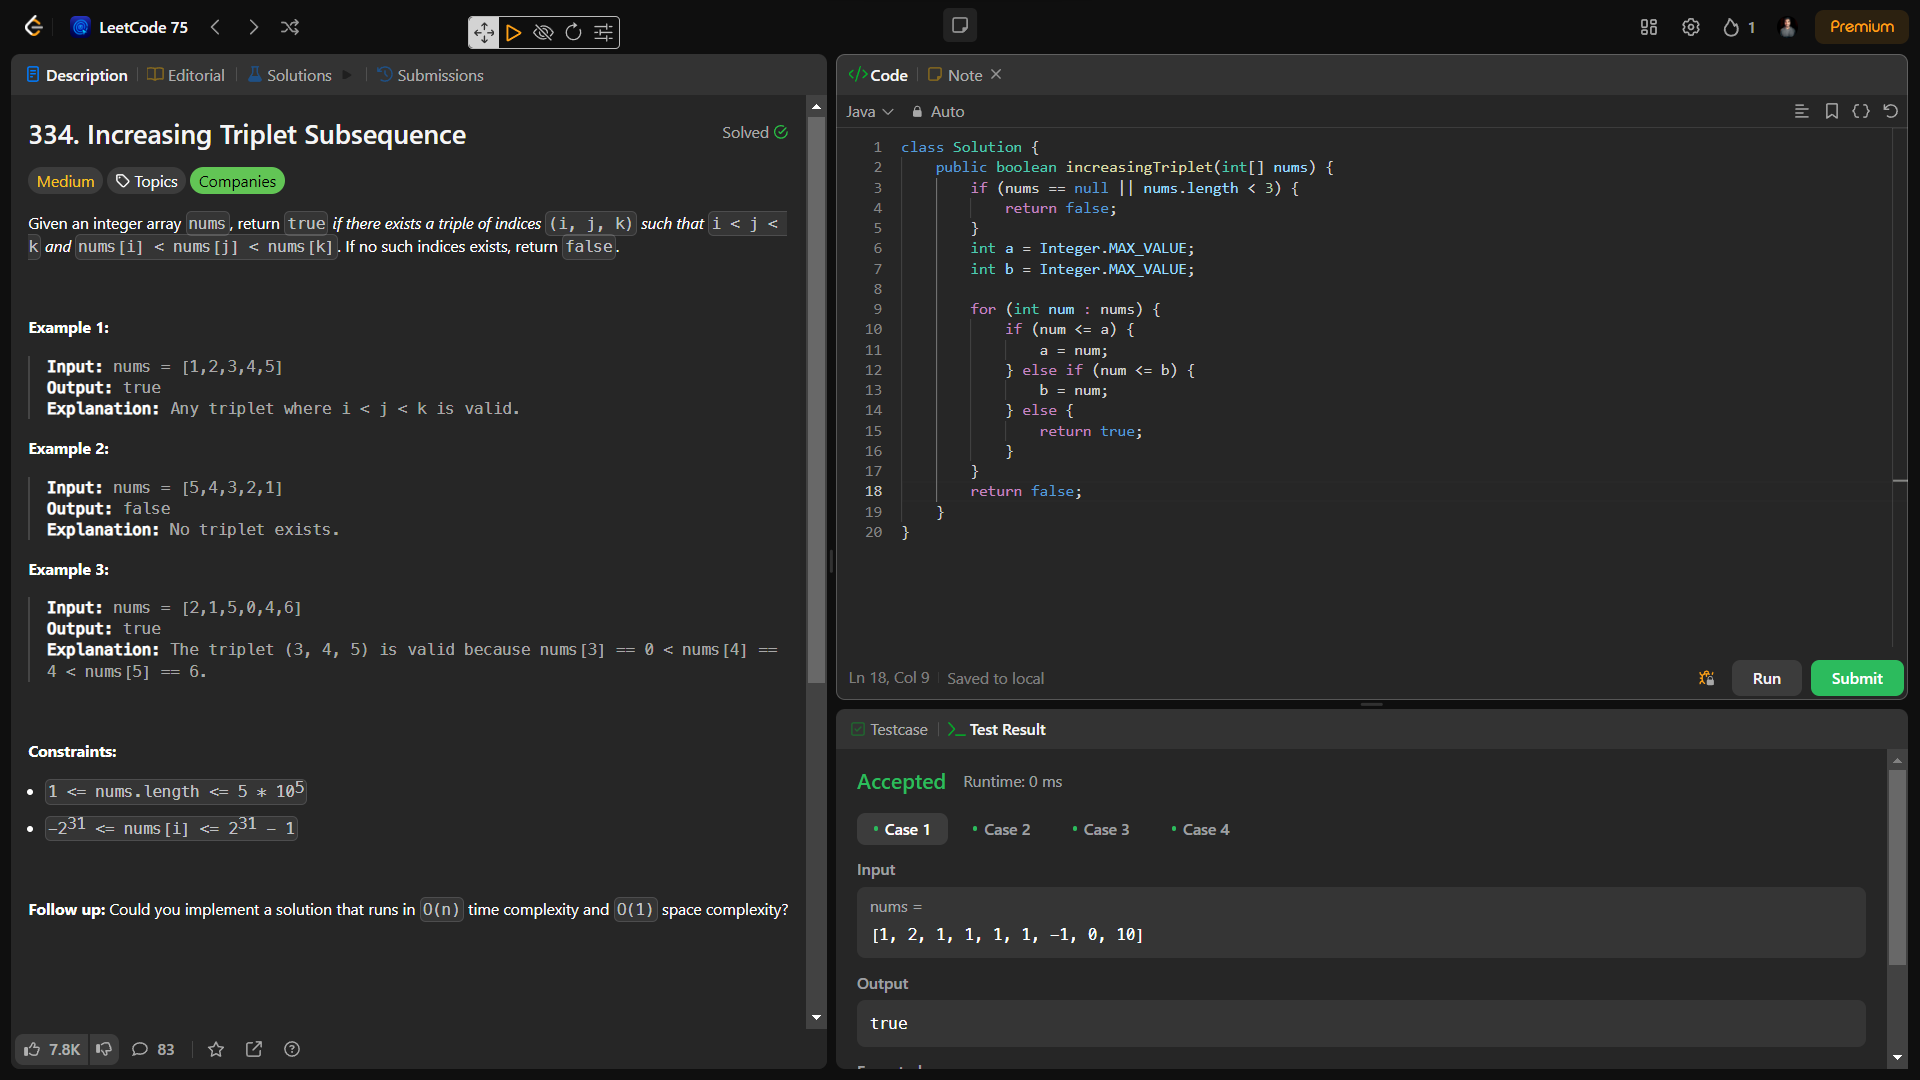 LeetCode 75
1
Premium
Description
Editorial
Solutions
Submissions
334. Increasing Triplet Subsequence
Solved
Medium
Topics
Companies
Given an integer array nums, return true if there exists a triple of indices (i, j, k) such that i < j <
k and nums[i] < nums[j] < nums[k]. If no such indices exists, return false.
Example 1:
Input: nums = [1,2,3,4,5]
Output: true
Explanation: Any triplet where i < j < k is valid.
Example 2:
Input: nums = [5,4,3,2,1]
Output: false
Explanation: No triplet exists.
Example 3:
Input: nums = [2,1,5,0,4,6]
Output: true
Explanation: The triplet (3, 4, 5) is valid because nums[3] == 0 < nums[4] ==
4 < nums[5] == 6.
Constraints:
• 1 <= nums.length <= 5 * 10⁵
• -2³¹ <= nums[i] <= 2³¹ - 1
Follow up: Could you implement a solution that runs in O(n) time complexity and O(1) space complexity?
7.8K
83
</> Code
Note
Java
Auto
1 class Solution {
2     public boolean increasingTriplet(int[] nums) {
3         if (nums == null || nums.length < 3) {
4             return false;
5         }
6         int a = Integer.MAX_VALUE;
7         int b = Integer.MAX_VALUE;
8
9         for (int num : nums) {
10             if (num <= a) {
11                 a = num;
12             } else if (num <= b) {
13                 b = num;
14             } else {
15                 return true;
16             }
17         }
18         return false;
19     }
20 }
Ln 18, Col 9
Saved to local
Run
Submit
Testcase
Test Result
Accepted
Runtime: 0 ms
• Case 1
• Case 2
• Case 3
• Case 4
Input
nums =
[1, 2, 1, 1, 1, 1, -1, 0, 10]
Output
true